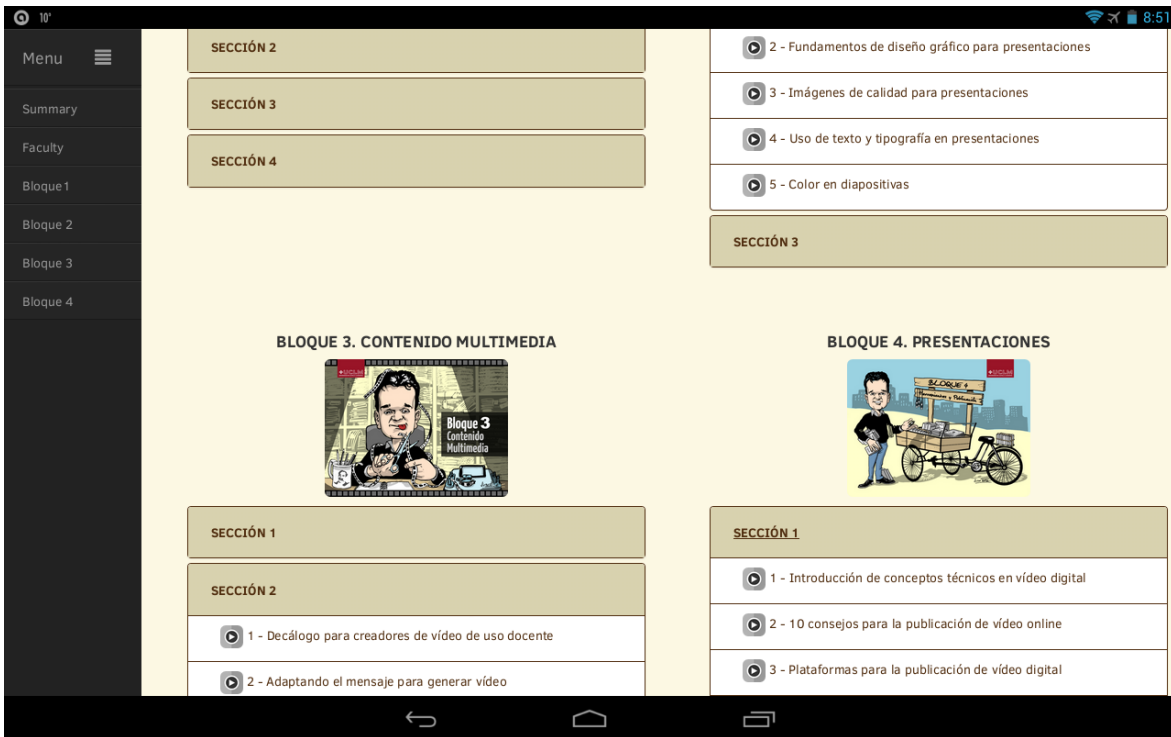 10°
8:51
Menu
Summary
Faculty
Bloque1
Bloque 2
Bloque 3
Bloque 4
SECCIÓN 2
SECCIÓN 3
SECCIÓN 4
2 - Fundamentos de diseño gráfico para presentaciones
3 - Imágenes de calidad para presentaciones
4 - Uso de texto y tipografía en presentaciones
5 - Color en diapositivas
SECCIÓN 3
BLOQUE 3. CONTENIDO MULTIMEDIA
UCLM
Bloque 3
Contenido
Multimedia
SECCIÓN 1
SECCIÓN 2
1 - Decálogo para creadores de vídeo de uso docente
2 - Adaptando el mensaje para generar vídeo
BLOQUE 4. PRESENTACIONES
UCLM
BLOQUE 4
Herramientas y Publicación
SECCIÓN 1
1 - Introducción de conceptos técnicos en vídeo digital
2 - 10 consejos para la publicación de vídeo online
3 - Plataformas para la publicación de vídeo digital